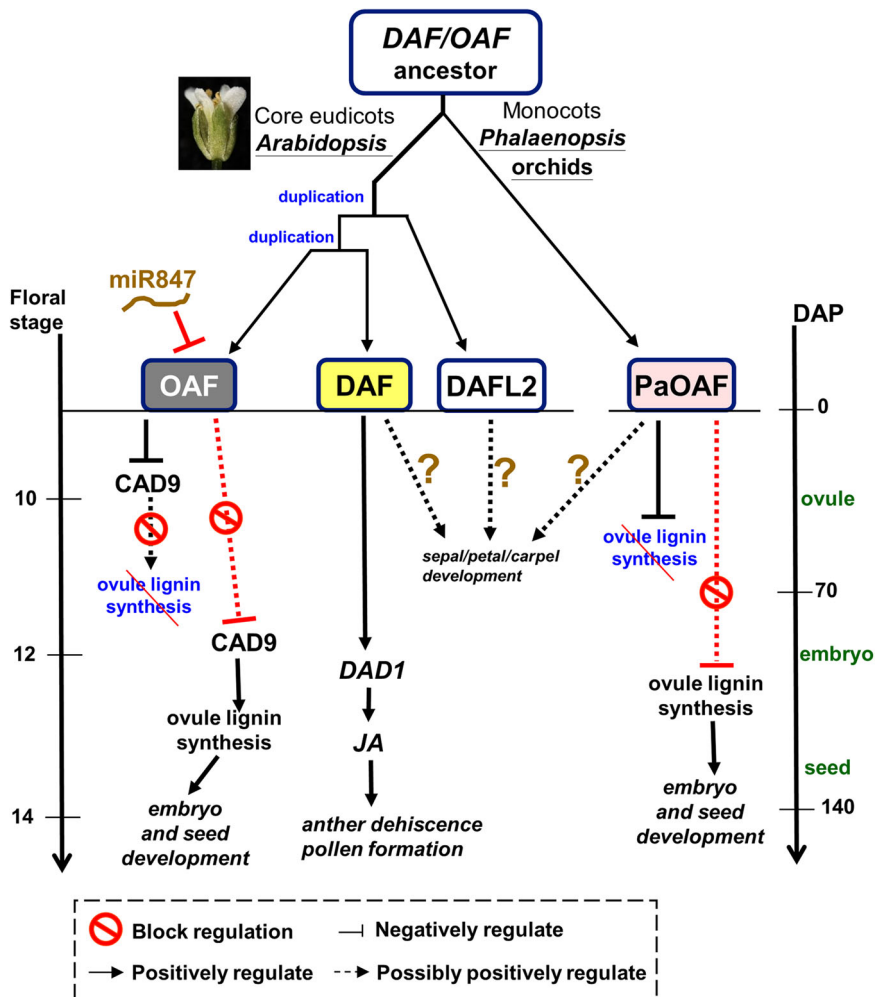 DAF/OAF
ancestor
Core eudicots
Arabidopsis
Monocots
Phalaenopsis
orchids
duplication
duplication
miR847
Floral
stage
DAP
OAF
DAF
DAFL2
PaOAF
0
?
?
?
CAD9
10
ovule
ovule lignin
synthesis
sepal/petal/carpel
development
ovule lignin
synthesis
70
CAD9
12
embryo
DAD1
ovule lignin
synthesis
ovule lignin
synthesis
JA
seed
embryo
and seed
development
14
anther dehiscence
pollen formation
embryo
and seed
development
140
Block regulation
Negatively regulate
Positively regulate
Possibly positively regulate